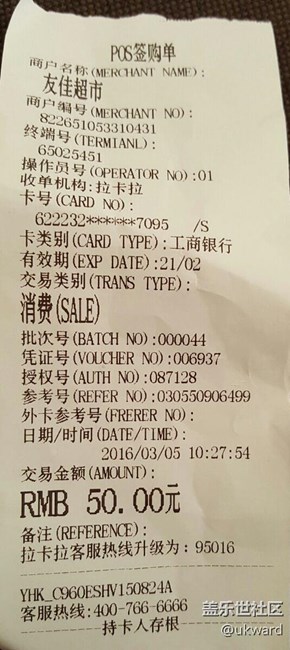 POS签购单
商户名称(MERCHANT NAME):
友佳超市
商户编号(MERCHANT NO):
822651053310431
终端号(TERMIANL):
65025451
操作员号(OPERATOR NO):01
收单机构:拉卡拉
卡号(CARD NO):
622232******7095 /S
卡类别(CARD TYPE):工商银行
有效期(EXP DATE):21/02
交易类别(TRANS TYPE):
消费(SALE)
批次号(BATCH NO):000044
凭证号(VOUCHER NO):006937
授权号(AUTH NO):087128
参考号(REFER NO):030550906499
外卡参考号(FRERER NO):
日期/时间(DATE/TIME):
2016/03/05 10:27:54
交易金额(AMOUNT):
RMB 50.00元
备注(REFERENCE):
拉卡拉客服热线升级为: 95016
YHK_C960ESHV150824A
客服热线:400-766-6666
持卡人存根
盖乐世社区
@ukward